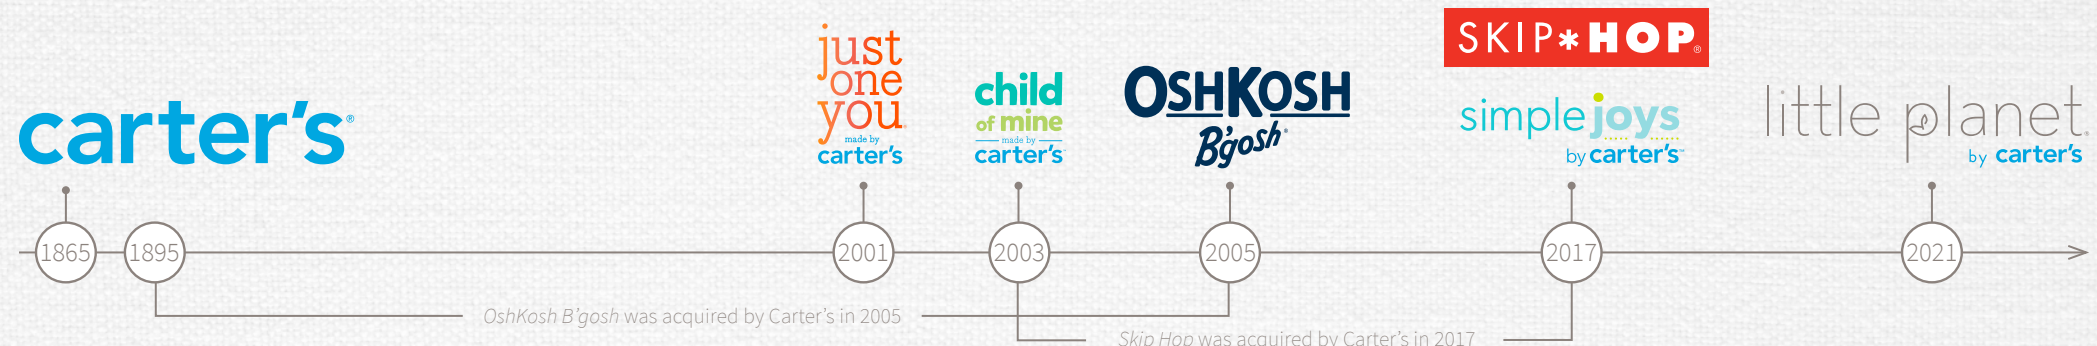 carter's®
just
one
you®
made by
carter's
child
of mine
made by
carter's™
OSHKOSH
B'gosh®
SKIP*HOP®
simple joys
by carter's™
little planet®
by carter's
1865
1895
2001
2003
2005
2017
2021
OshKosh B'gosh was acquired by Carter's in 2005
Skip Hop was acquired by Carter's in 2017